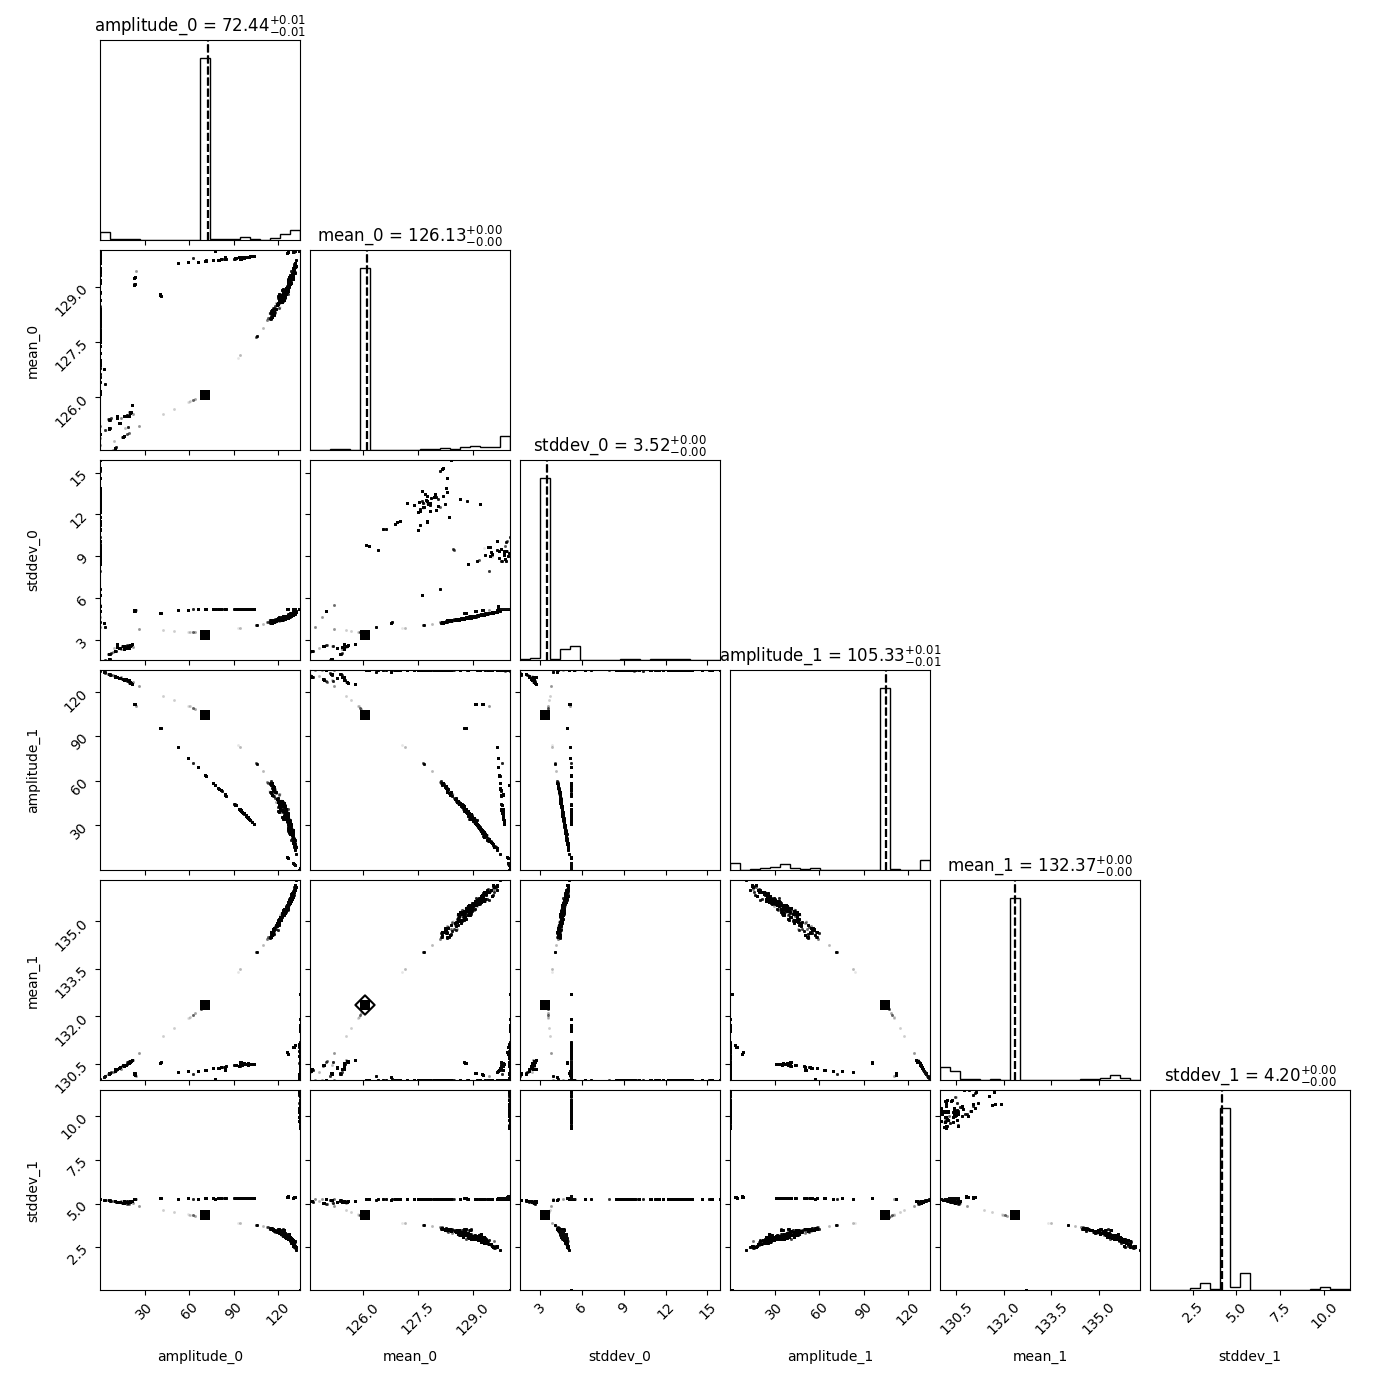 amplitude_0 = 72.44+0.01−0.01
mean_0 = 126.13+0.00−0.00
129.0
127.5
126.0
mean_0
stddev_0 = 3.52+0.00−0.00
15
12
9
6
3
stddev_0
amplitude_1 = 105.33+0.01−0.01
120
90
60
30
amplitude_1
mean_1 = 132.37+0.00−0.00
135.0
133.5
132.0
130.5
mean_1
stddev_1 = 4.20+0.00−0.00
10.0
7.5
5.0
2.5
stddev_1
30 60 90 120 126.0 127.5 129.0 3 6 9 12 15 30 60 90 120 130.5 132.0 133.5 135.0 2.5 5.0 7.5 10.0
amplitude_0 mean_0 stddev_0 amplitude_1 mean_1 stddev_1